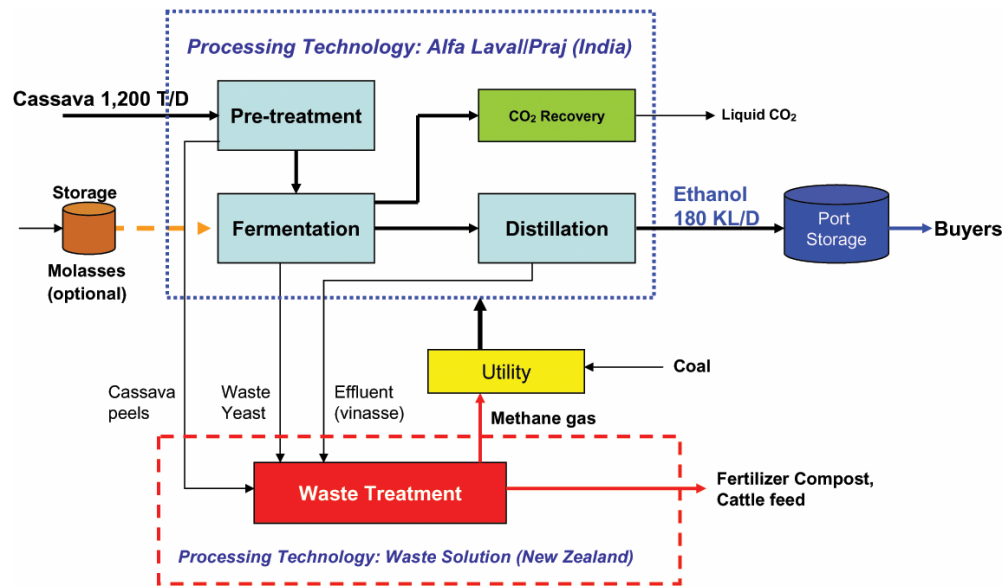 Processing Technology: Alfa Laval/Praj (India)
Cassava 1,200 T/D
Pre-treatment
CO₂ Recovery
Liquid CO₂
Storage
Molasses
(optional)
Fermentation
Distillation
Ethanol
180 KL/D
Port
Storage
Buyers
Utility
Coal
Cassava
peels
Waste
Yeast
Effluent
(vinasse)
Methane gas
Waste Treatment
Fertilizer Compost,
Cattle feed
Processing Technology: Waste Solution (New Zealand)